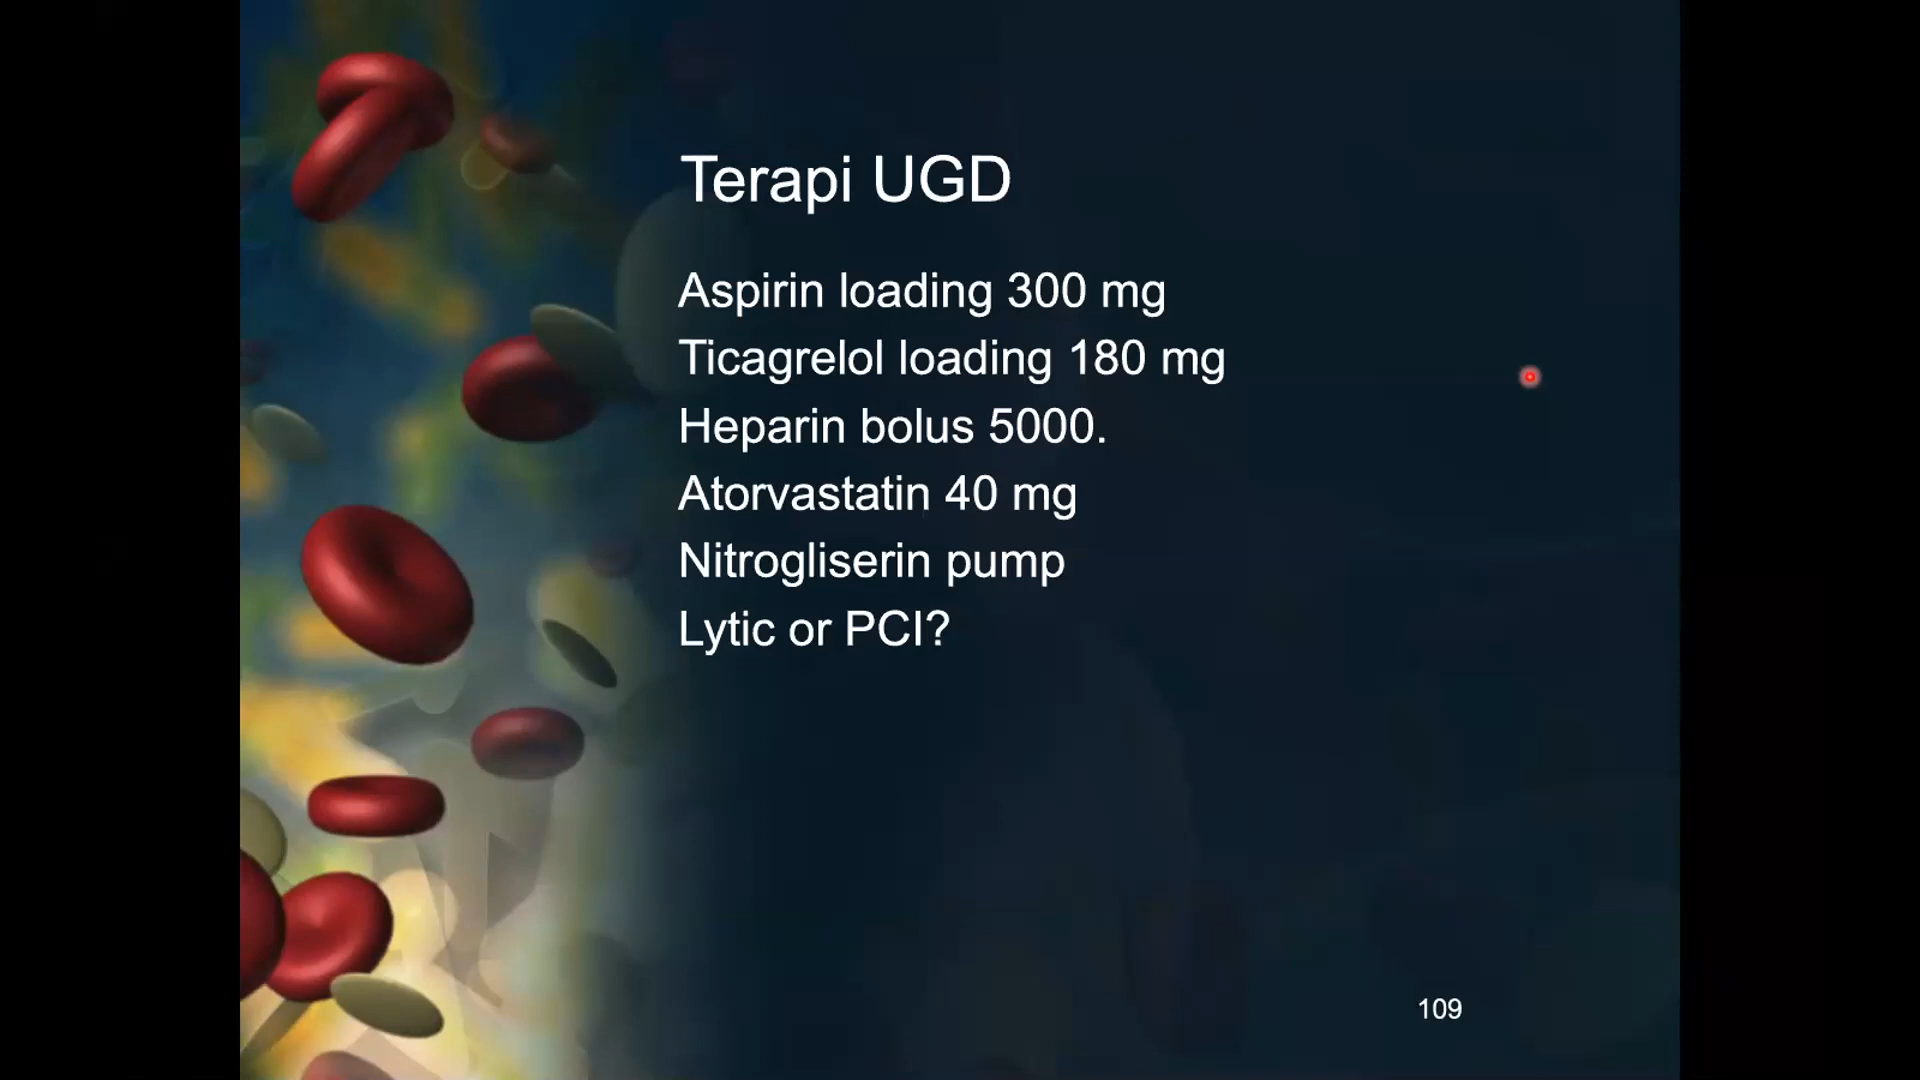 Terapi UGD
Aspirin loading 300 mg
Ticagrelol loading 180 mg
Heparin bolus 5000.
Atorvastatin 40 mg
Nitrogliserin pump
Lytic or PCI?
109